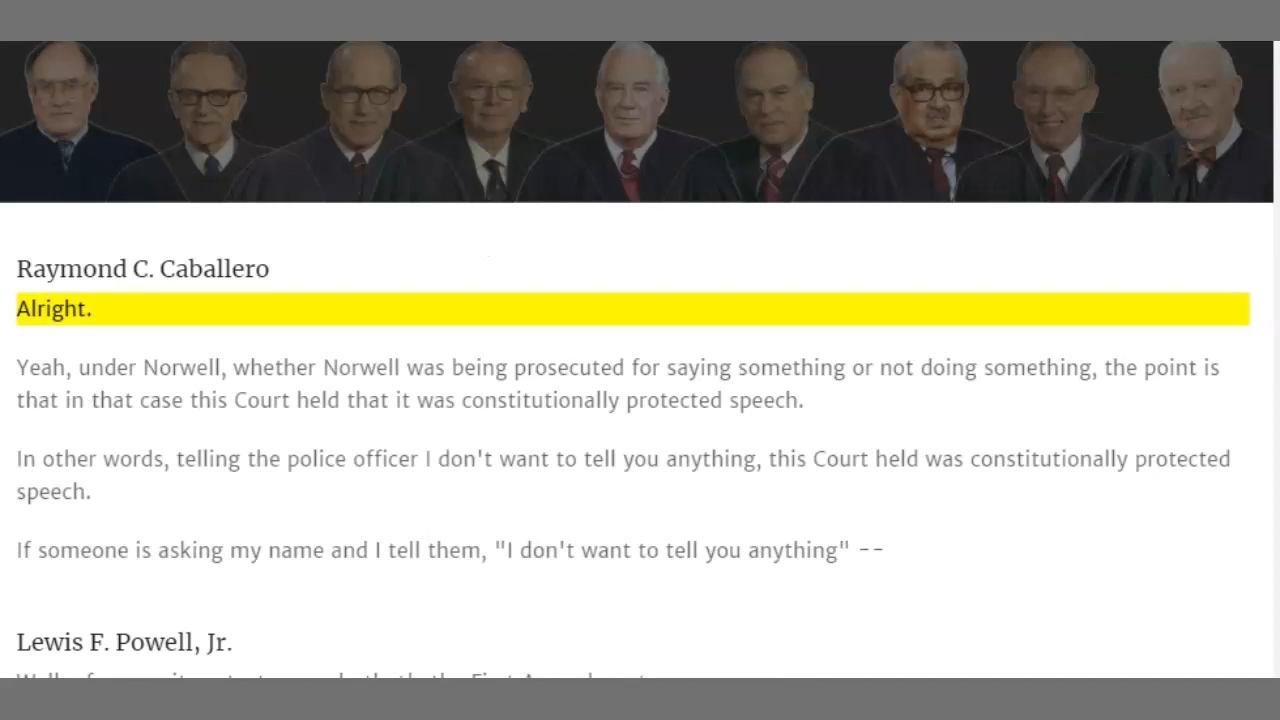 Raymond C. Caballero
Alright.
Yeah, under Norwell, whether Norwell was being prosecuted for saying something or not doing something, the point is
that in that case this Court held that it was constitutionally protected speech.
In other words, telling the police officer I don't want to tell you anything, this Court held was constitutionally protected
speech.
If someone is asking my name and I tell them, "I don't want to tell you anything" --
Lewis F. Powell, Jr.